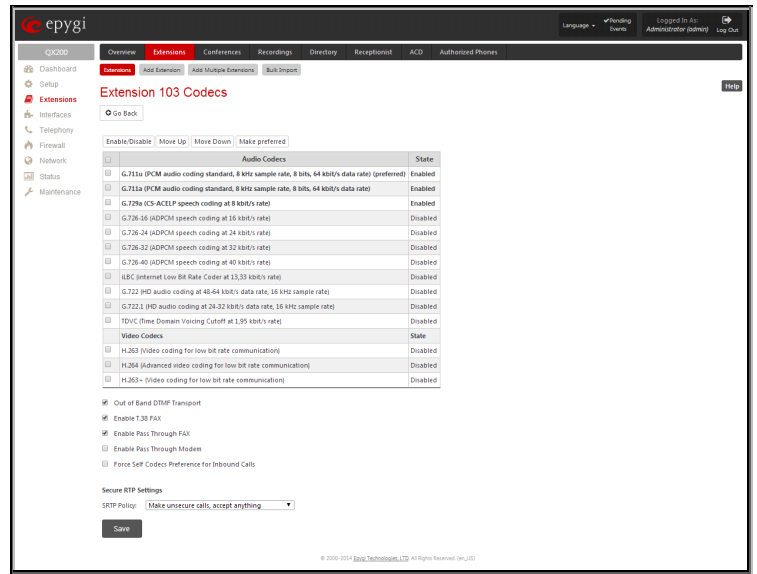 epygi
Language
Pending Events
Logged In As: Administrator (admin)
Log Out
QX200
Overview Extensions Conferences Recordings Directory Receptionist ACD Authorized Phones
Dashboard
Setup
Extensions
Interfaces
Telephony
Firewall
Network
Status
Maintenance
Extensions Add Extension Add Multiple Extensions Bulk Import
Help
Extension 103 Codecs
Go Back
Enable/Disable Move Up Move Down Make preferred
Audio Codecs State
G.711u (PCM audio coding standard, 8 kHz sample rate, 8 bits, 64 kbit/s data rate) (preferred) Enabled
G.711a (PCM audio coding standard, 8 kHz sample rate, 8 bits, 64 kbit/s data rate) Enabled
G.729a (CS-ACELP speech coding at 8 kbit/s rate) Enabled
G.726-16 (ADPCM speech coding at 16 kbit/s rate) Disabled
G.726-24 (ADPCM speech coding at 24 kbit/s rate) Disabled
G.726-32 (ADPCM speech coding at 32 kbit/s rate) Disabled
G.726-40 (ADPCM speech coding at 40 kbit/s rate) Disabled
iLBC (internet Low Bit Rate Coder at 13,33 kbit/s rate) Disabled
G.722 (HD audio coding at 48-64 kbit/s data rate, 16 kHz sample rate) Disabled
G.722.1 (HD audio coding at 24-32 kbit/s data rate, 16 kHz sample rate) Disabled
TDVC (Time Domain Voicing Cutoff at 1,95 kbit/s rate) Disabled
Video Codecs State
H.263 (Video coding for low bit rate communication) Disabled
H.264 (Advanced video coding for low bit rate communication) Disabled
H.263+ (Video coding for low bit rate communication) Disabled
Out of Band DTMF Transport
Enable T.38 FAX
Enable Pass Through FAX
Enable Pass Through Modem
Force Self Codecs Preference for Inbound Calls
Secure RTP Settings
SRTP Policy: Make unsecure calls, accept anything
Save
© 2000-2014 Epygi Technologies, LTD. All Rights Reserved. (en_US)